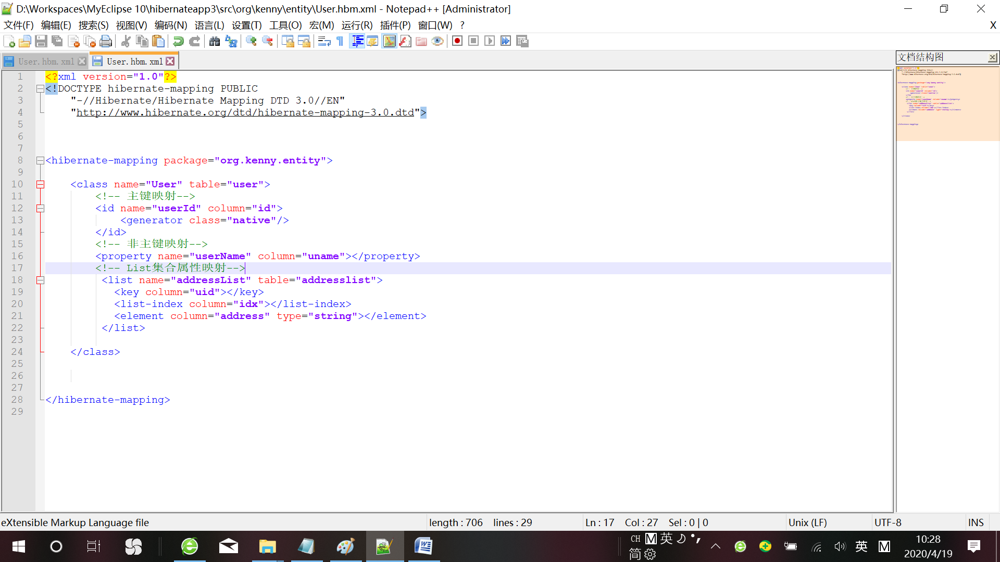 D:\Workspaces\MyEclipse 10\hibernateapp3\src\org\kenny\entity\User.hbm.xml - Notepad++ [Administrator]
文件(F) 编辑(E) 搜索(S) 视图(V) 编码(N) 语言(L) 设置(T) 工具(O) 宏(M) 运行(R) 插件(P) 窗口(W) ? X
User.hbm.xml User.hbm.xml
文档结构图
1 <?xml version="1.0"?>
2 <!DOCTYPE hibernate-mapping PUBLIC
3 "-//Hibernate/Hibernate Mapping DTD 3.0//EN"
4 "http://www.hibernate.org/dtd/hibernate-mapping-3.0.dtd">
5
6
7
8 <hibernate-mapping package="org.kenny.entity">
9
10 <class name="User" table="user">
11 <!-- 主键映射-->
12 <id name="userId" column="id">
13 <generator class="native"/>
14 </id>
15 <!-- 非主键映射-->
16 <property name="userName" column="uname"></property>
17 <!-- List集合属性映射-->
18 <list name="addressList" table="addresslist">
19 <key column="uid"></key>
20 <list-index column="idx"></list-index>
21 <element column="address" type="string"></element>
22 </list>
23
24 </class>
25
26
27
28 </hibernate-mapping>
29
eXtensible Markup Language file length : 706 lines : 29 Ln : 17 Col : 27 Sel : 0 | 0 Unix (LF) UTF-8 INS
CH M 英 简
英 M
10:28
2020/4/19